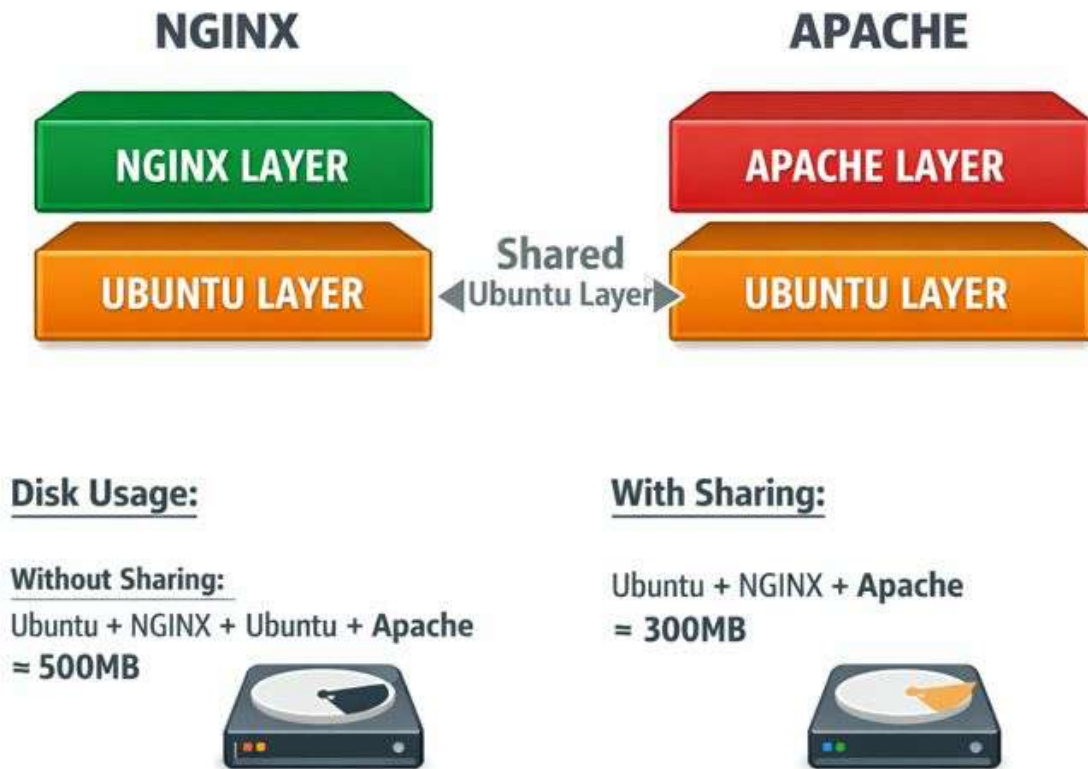 NGINX
APACHE
NGINX LAYER
APACHE LAYER
UBUNTU LAYER
Shared
Ubuntu Layer
UBUNTU LAYER
Disk Usage:
Without Sharing:
Ubuntu + NGINX + Ubuntu + Apache
= 500MB
With Sharing:
Ubuntu + NGINX + Apache
= 300MB